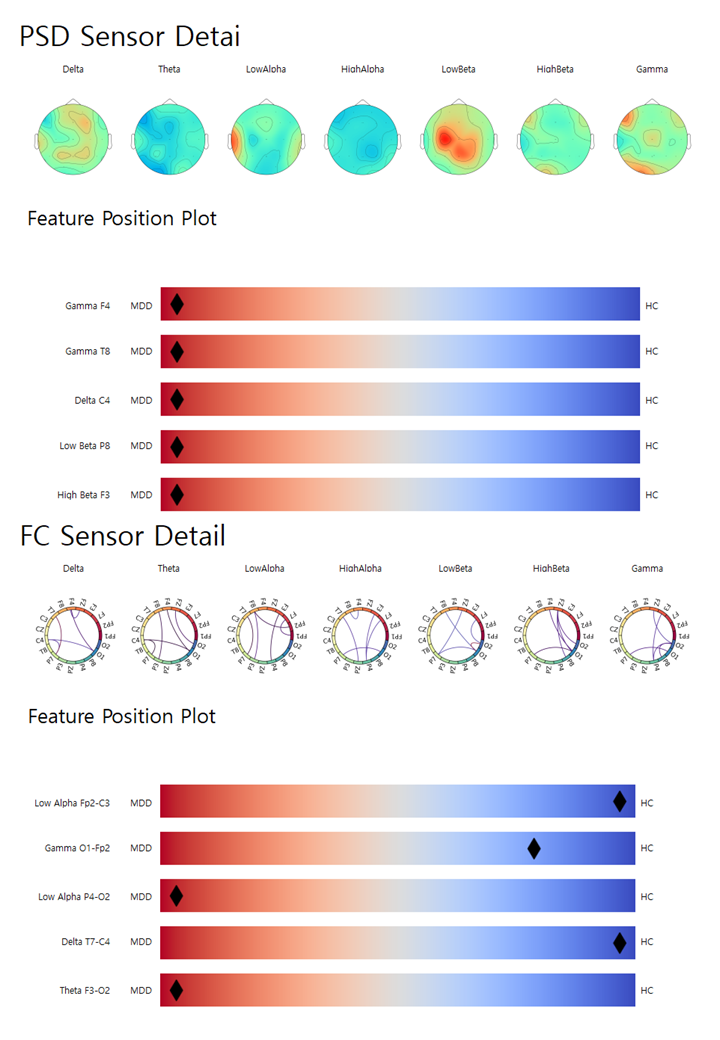 PSD Sensor Detai
Delta Theta LowAloha HiahAloha LowBeta HiahBeta Gamma
Feature Position Plot
Gamma F4 MDD HC
Gamma T8 MDD HC
Delta C4 MDD HC
Low Beta P8 MDD HC
High Beta F3 MDD HC
FC Sensor Detail
Delta Theta LowAlpha HighAlpha LowBeta HighBeta Gamma
Feature Position Plot
Low Alpha Fp2-C3 MDD HC
Gamma O1-Fp2 MDD HC
Low Alpha P4-O2 MDD HC
Delta T7-C4 MDD HC
Theta F3-O2 MDD HC